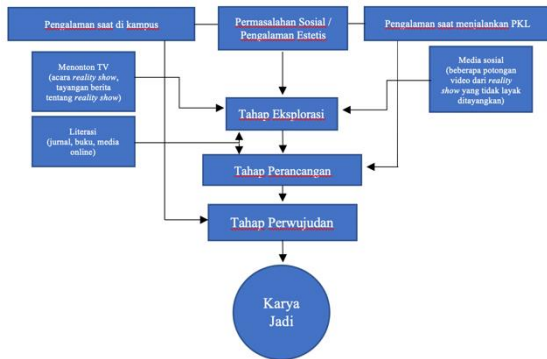 Pengalaman saat di kampus
Permasalahan Sosial /
Pengalaman Estetis
Pengalaman saat menjalankan PKL
Menonton TV
(acara reality show,
tayangan berita
tentang reality show)
Media sosial
(beberapa potongan
video dari reality
show yang tidak layak
ditayangkan)
Tahap Eksplorasi
Literasi
(jurnal, buku, media
online)
Tahap Perancangan
Tahap Perwujudan
Karya
Jadi